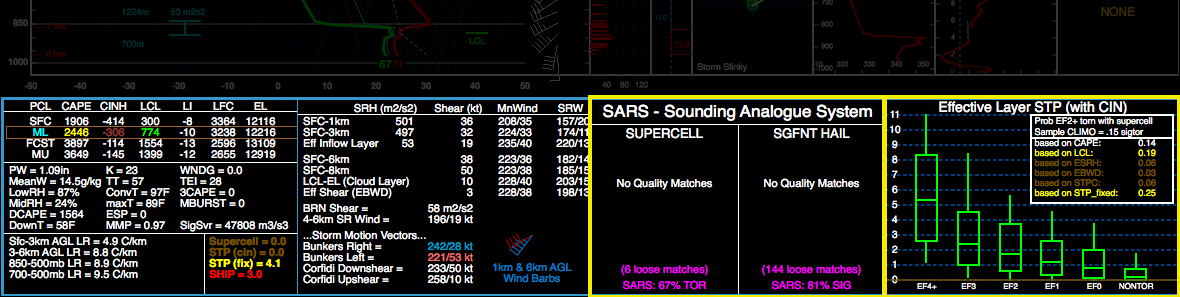 850
1000
1224m
700m
0 km
53 m2s2
67
LCL
-0.0
Storm Slinky
700
800
900
1000
320 330 340 350
8
6
4
2
NONE
-40 -30 -20 -10 0 10 20 30 40 50
40 80 120
PCL CAPE CINH LCL LI LFC EL
SFC 1906 -414 300 -8 3364 12116
ML 2446 -306 774 -10 3238 12216
FCST 3897 -114 1554 -13 2596 13109
MU 3649 -145 1399 -12 2655 12919
PW = 1.09in K = 23 WNDG = 0.0
MeanW = 14.5g/kg TT = 57 TEI = 28
LowRH = 87% ConvT = 97F 3CAPE = 0
MidRH = 24% maxT = 89F MBURST = 0
DCAPE = 1564 ESP = 0
DownT = 58F MMP = 0.97 SigSvr = 47808 m3/s3
Sfc-3km AGL LR = 4.9 C/km
3-6km AGL LR = 8.8 C/km
850-500mb LR = 8.9 C/km
700-500mb LR = 9.5 C/km
Supercell = 0.0
STP (cin) = 0.0
STP (fix) = 4.1
SHIP = 3.0
SRH (m2/s2) Shear (kt) MnWind SRW
SFC-1km 501 36 208/35 157/20
SFC-3km 497 32 224/33 174/11
Eff Inflow Layer 53 19 235/40 220/13
SFC-6km 38 223/36 182/14
SFC-8km 50 223/38 185/15
LCL-EL (Cloud Layer) 10 228/40 203/15
Eff Shear (EBWD) 3 228/38 198/13
BRN Shear = 58 m2/s2
4-6km SR Wind = 196/19 kt
...Storm Motion Vectors...
Bunkers Right = 242/28 kt
Bunkers Left = 221/53 kt
Corfidi Downshear = 233/50 kt
Corfidi Upshear = 258/10 kt
1km & 6km AGL
Wind Barbs
SARS - Sounding Analogue System
SUPERCELL SGFNT HAIL
No Quality Matches No Quality Matches
(6 loose matches) (144 loose matches)
SARS: 67% TOR SARS: 81% SIG
Effective Layer STP (with CIN)
Prob EF2+ torn with supercell
Sample CLIMO = .15 sigtor
based on CAPE: 0.14
based on LCL: 0.19
based on ESRH: 0.06
based on EBWD: 0.03
based on STPC: 0.06
based on STP_fixed: 0.25
11
10
9
8
7
6
5
4
3
2
1
0
EF4+ EF3 EF2 EF1 EF0 NONTOR